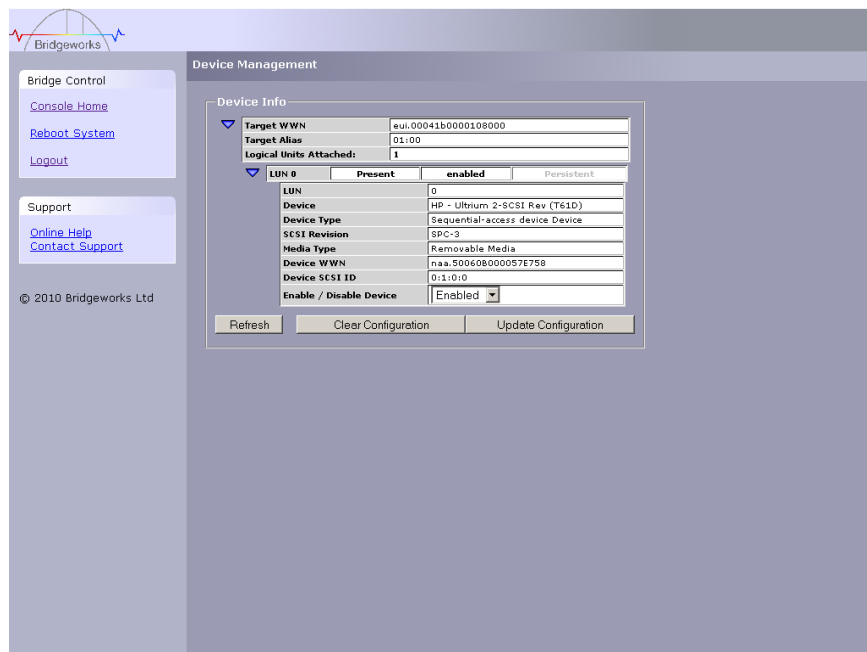 Bridgeworks
Bridge Control
Console Home
Reboot System
Logout
Support
Online Help
Contact Support
© 2010 Bridgeworks Ltd
Device Management
Device Info
Target WWN eui.00041b0000108000
Target Alias 01:00
Logical Units Attached: 1
LUN 0 Present enabled Persistent
LUN 0
Device HP - Ultrium 2-SCSI Rev (T61D)
Device Type Sequential-access device Device
SCSI Revision SPC-3
Media Type Removable Media
Device WWN naa.50060B000057E758
Device SCSI ID 0:1:0:0
Enable / Disable Device Enabled
Refresh Clear Configuration Update Configuration